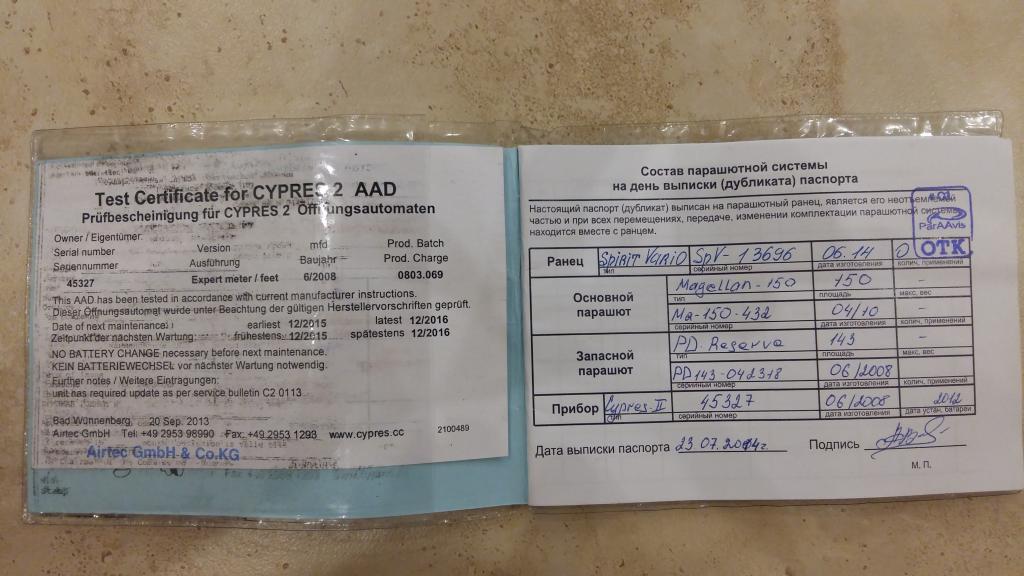 Test Certificate for CYPRES 2 AAD
Prüfbescheinigung für CYPRES 2 Öffnungsautomaten
Owner / Eigentümer:
Serial number Version mfd Prod. Batch
Seriennummer Ausführung Baujahr Prod. Charge
45327 Expert meter / feet 6/2008 0803.069
This AAD has been tested in accordance with current manufacturer instructions.
Dieser Öffnungsautomat wurde unter Beachtung der gültigen Herstellervorschriften geprüft.
Date of next maintenance: earliest 12/2015 latest 12/2016
Zeitpunkt der nächsten Wartung: frühestens 12/2015 spätestens 12/2016
NO BATTERY CHANGE necessary before next maintenance.
KEIN BATTERIEWECHSEL vor nächster Wartung notwendig.
Further notes / Weitere Eintragungen:
unit has required update as per service bulletin C2 0113
Bad Wünnenberg, 20 Sep. 2013
Airtec GmbH Tel: +49 2953 98990 Fax: +49 2953 1293 www.cypres.cc 2100489
Airtec GmbH & Co.KG
Состав парашютной системы
на день выписки (дубликата) паспорта
Настоящий паспорт (дубликат) выписан на парашютный ранец, является его неотъемлемой
частью и при всех перемещениях, передаче, изменении комплектации парашютной системы
находится вместе с ранцем.
ParAAvis
ОТК
Ранец Spirit Vario SpV-13696 06.14 0
тип серийный номер дата изготовления колич. применений
Основной парашют
Magellan-150 150 –
тип площадь макс. вес
Ma-150-432 04/10 –
серийный номер дата изготовления колич. применений
Запасной парашют
PD Reserve 143 –
тип площадь макс. вес
PD143-042318 06/2008
серийный номер дата изготовления колич. применений
Прибор Cypres-II 45327 06/2008 2012
тип серийный номер дата изготовления дата устан. батареи
Дата выписки паспорта 23.07.2014г. Подпись
М. П.